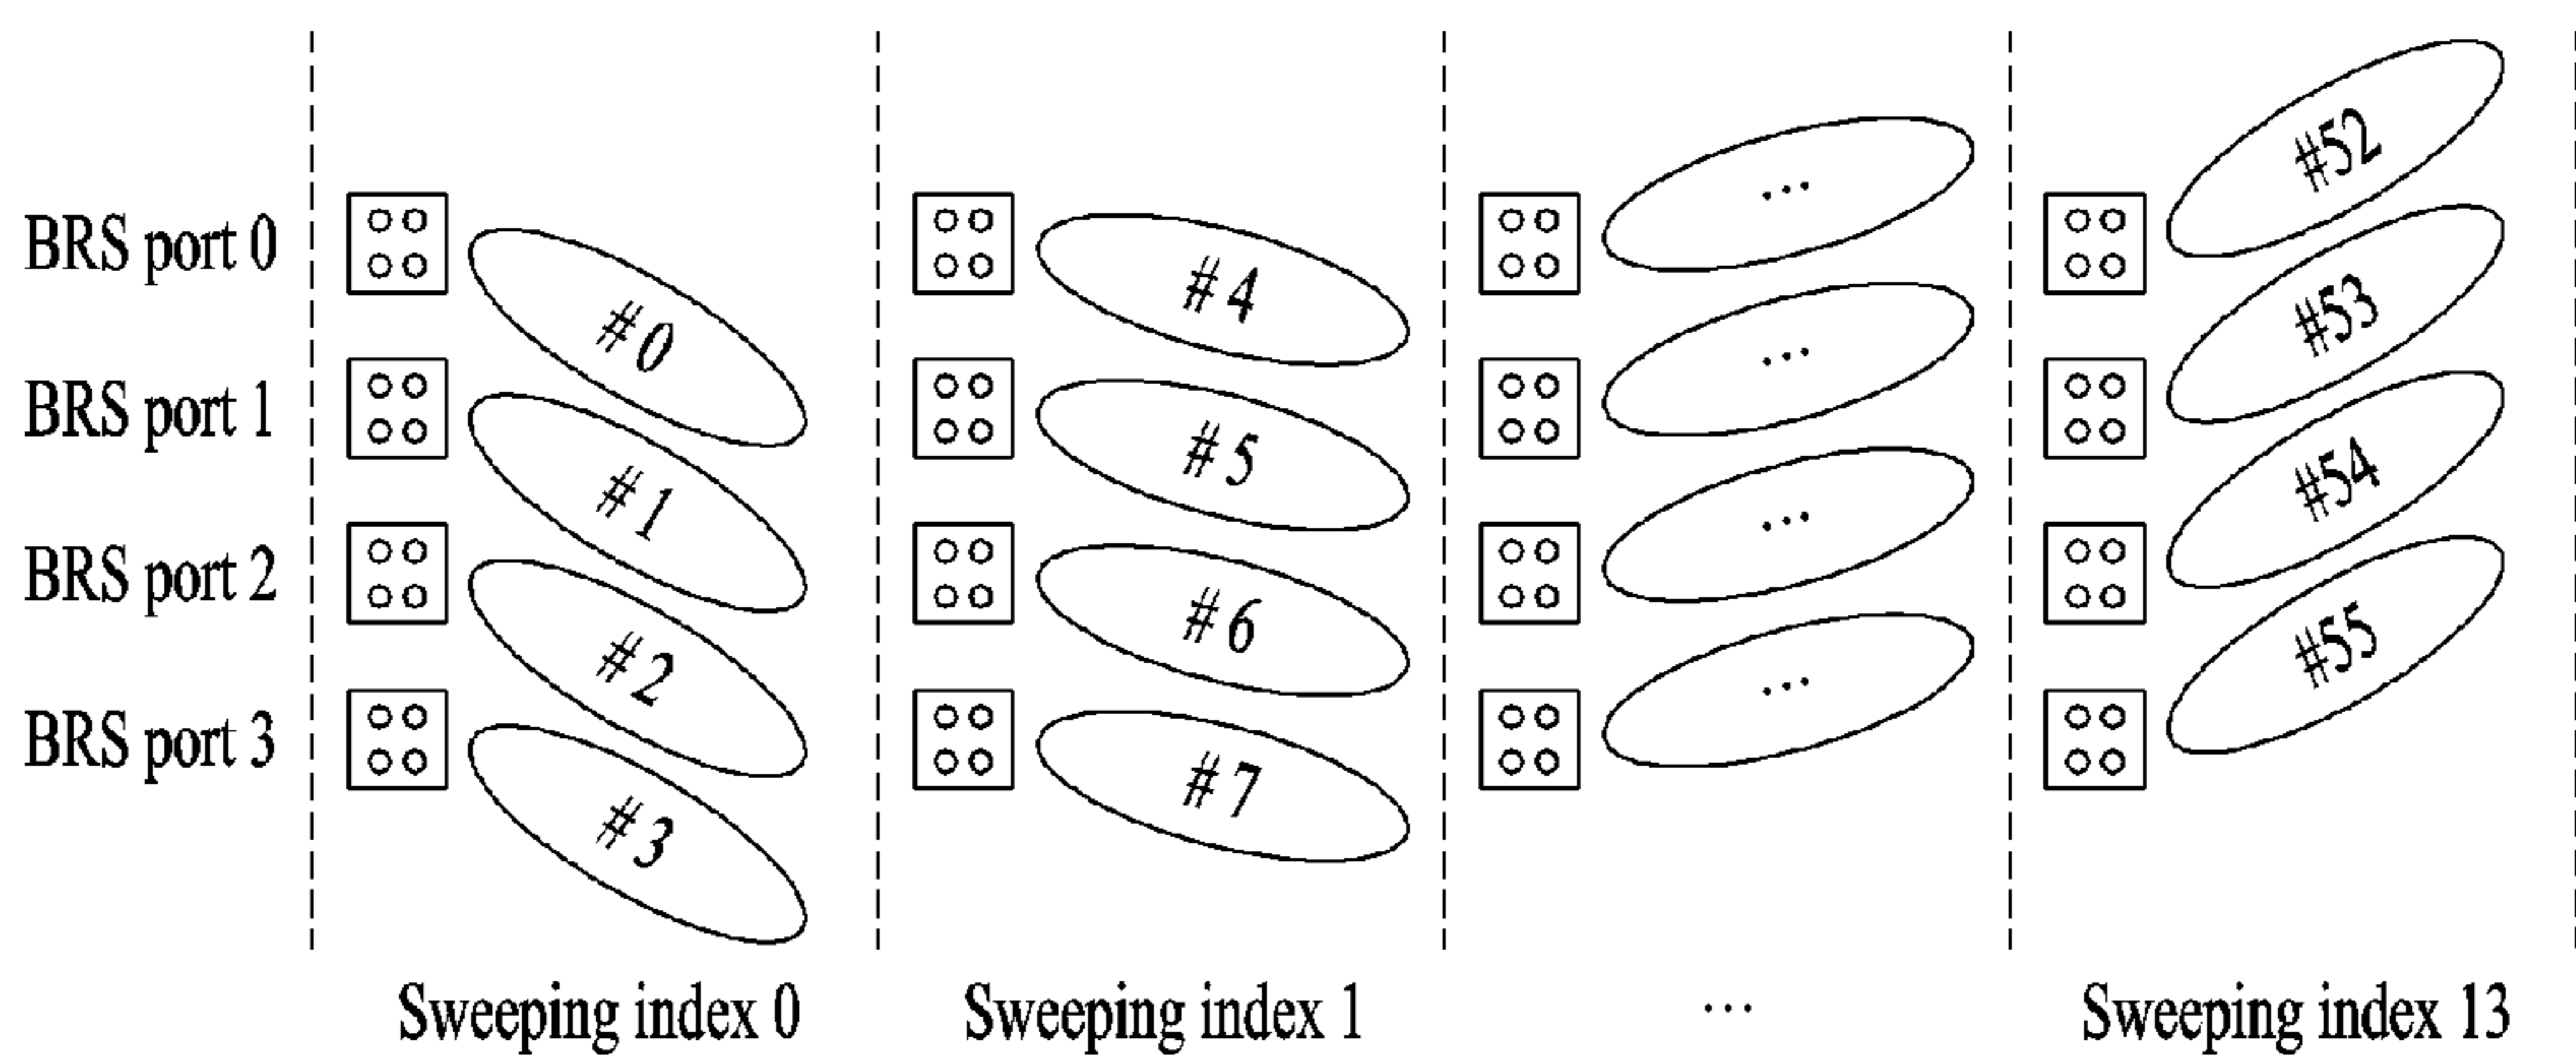 BRS port 0
BRS port 1
BRS port 2
BRS port 3
#0
#1
#2
#3
#4
#5
#6
#7
...
...
...
...
#52
#53
#54
#55
Sweeping index 0
Sweeping index 1
...
Sweeping index 13